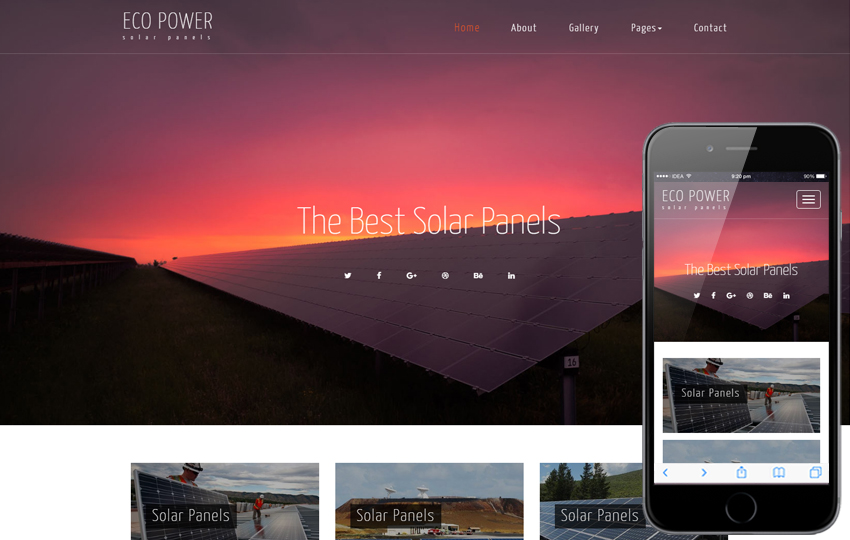 ECO POWER
solar panels
Home About Gallery Pages Contact
The Best Solar Panels
Bē in
16
Solar Panels
Solar Panels
Solar Panels
IDEA 9:20 pm 90%
ECO POWER
solar panels
The Best Solar Panels
Bē in
Solar Panels